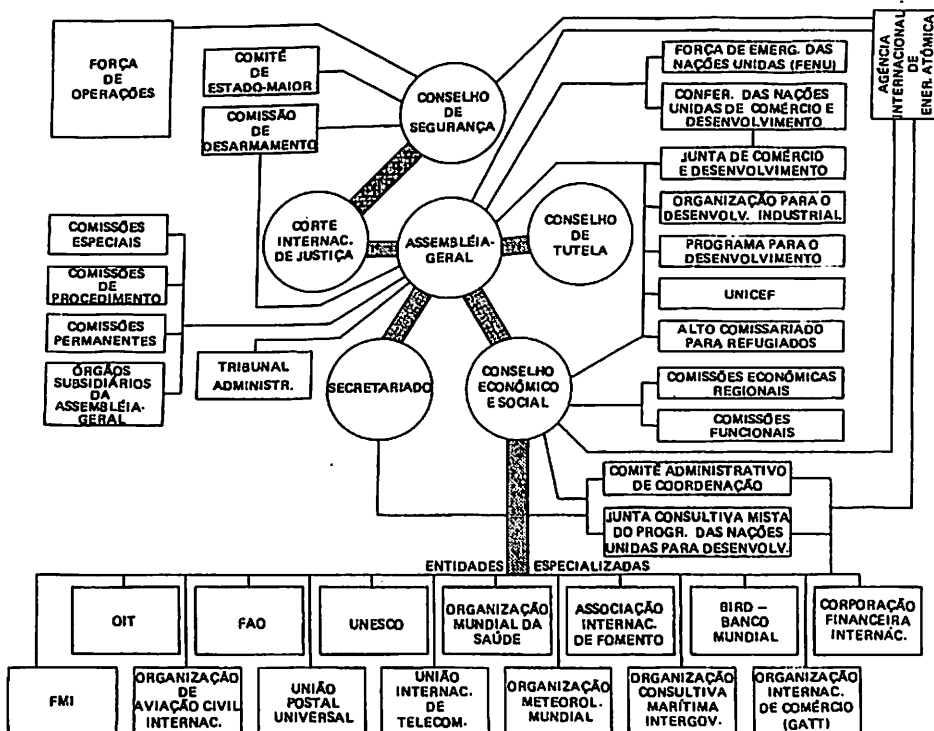 FORÇA
DE
OPERAÇÕES
COMITÉ
DE
ESTADO-MAIOR
COMISSÃO
DE
DESARMAMENTO
CONSELHO
DE
SEGURANÇA
FORÇA DE EMERG. DAS
NAÇÕES UNIDAS (FENU)
CONFER. DAS NAÇÕES
UNIDAS DE COMÉRCIO E
DESENVOLVIMENTO
AGÊNCIA
INTERNACIONAL
DE
ENER. ATÔMICA
JUNTA DE COMÉRCIO
E DESENVOLVIMENTO
ORGANIZAÇÃO PARA O
DESENVOLV. INDUSTRIAL
PROGRAMA PARA O
DESENVOLVIMENTO
UNICEF
ALTO COMISSARIADO
PARA REFUGIADOS
COMISSÕES ECONÔMICAS
REGIONAIS
COMISSÕES
FUNCIONAIS
CÔRTE
INTERNAC.
DE JUSTIÇA
ASSEMBLÉIA-
GERAL
CONSELHO
DE
TUTELA
COMISSÕES
ESPECIAIS
COMISSÕES
DE
PROCEDIMENTO
COMISSÕES
PERMANENTES
ÓRGÃOS
SUBSIDIÁRIOS
DA
ASSEMBLÉIA-
GERAL
TRIBUNAL
ADMINISTR.
SECRETARIADO
CONSELHO
ECONÔMICO
E SOCIAL
COMITÊ ADMINISTRATIVO
DE COORDENAÇÃO
JUNTA CONSULTIVA MISTA
DO PROGR. DAS NAÇÕES
UNIDAS PARA DESENVOLV.
ENTIDADES ESPECIALIZADAS
OIT
FAO
UNESCO
ORGANIZAÇÃO
MUNDIAL DA
SAÚDE
ASSOCIAÇÃO
INTERNAC.
DE FOMENTO
BIRD –
BANCO
MUNDIAL
CORPORAÇÃO
FINANCEIRA
INTERNAC.
FMI
ORGANIZAÇÃO
DE
AVIAÇÃO CIVIL
INTERNAC.
UNIÃO
POSTAL
UNIVERSAL
UNIÃO
INTERNAC.
DE
TELECOM.
ORGANIZAÇÃO
METEOROL.
MUNDIAL
ORGANIZAÇÃO
CONSULTIVA
MARÍTIMA
INTERGOV.
ORGANIZAÇÃO
INTERNAC.
DE COMÉRCIO
(GATT)